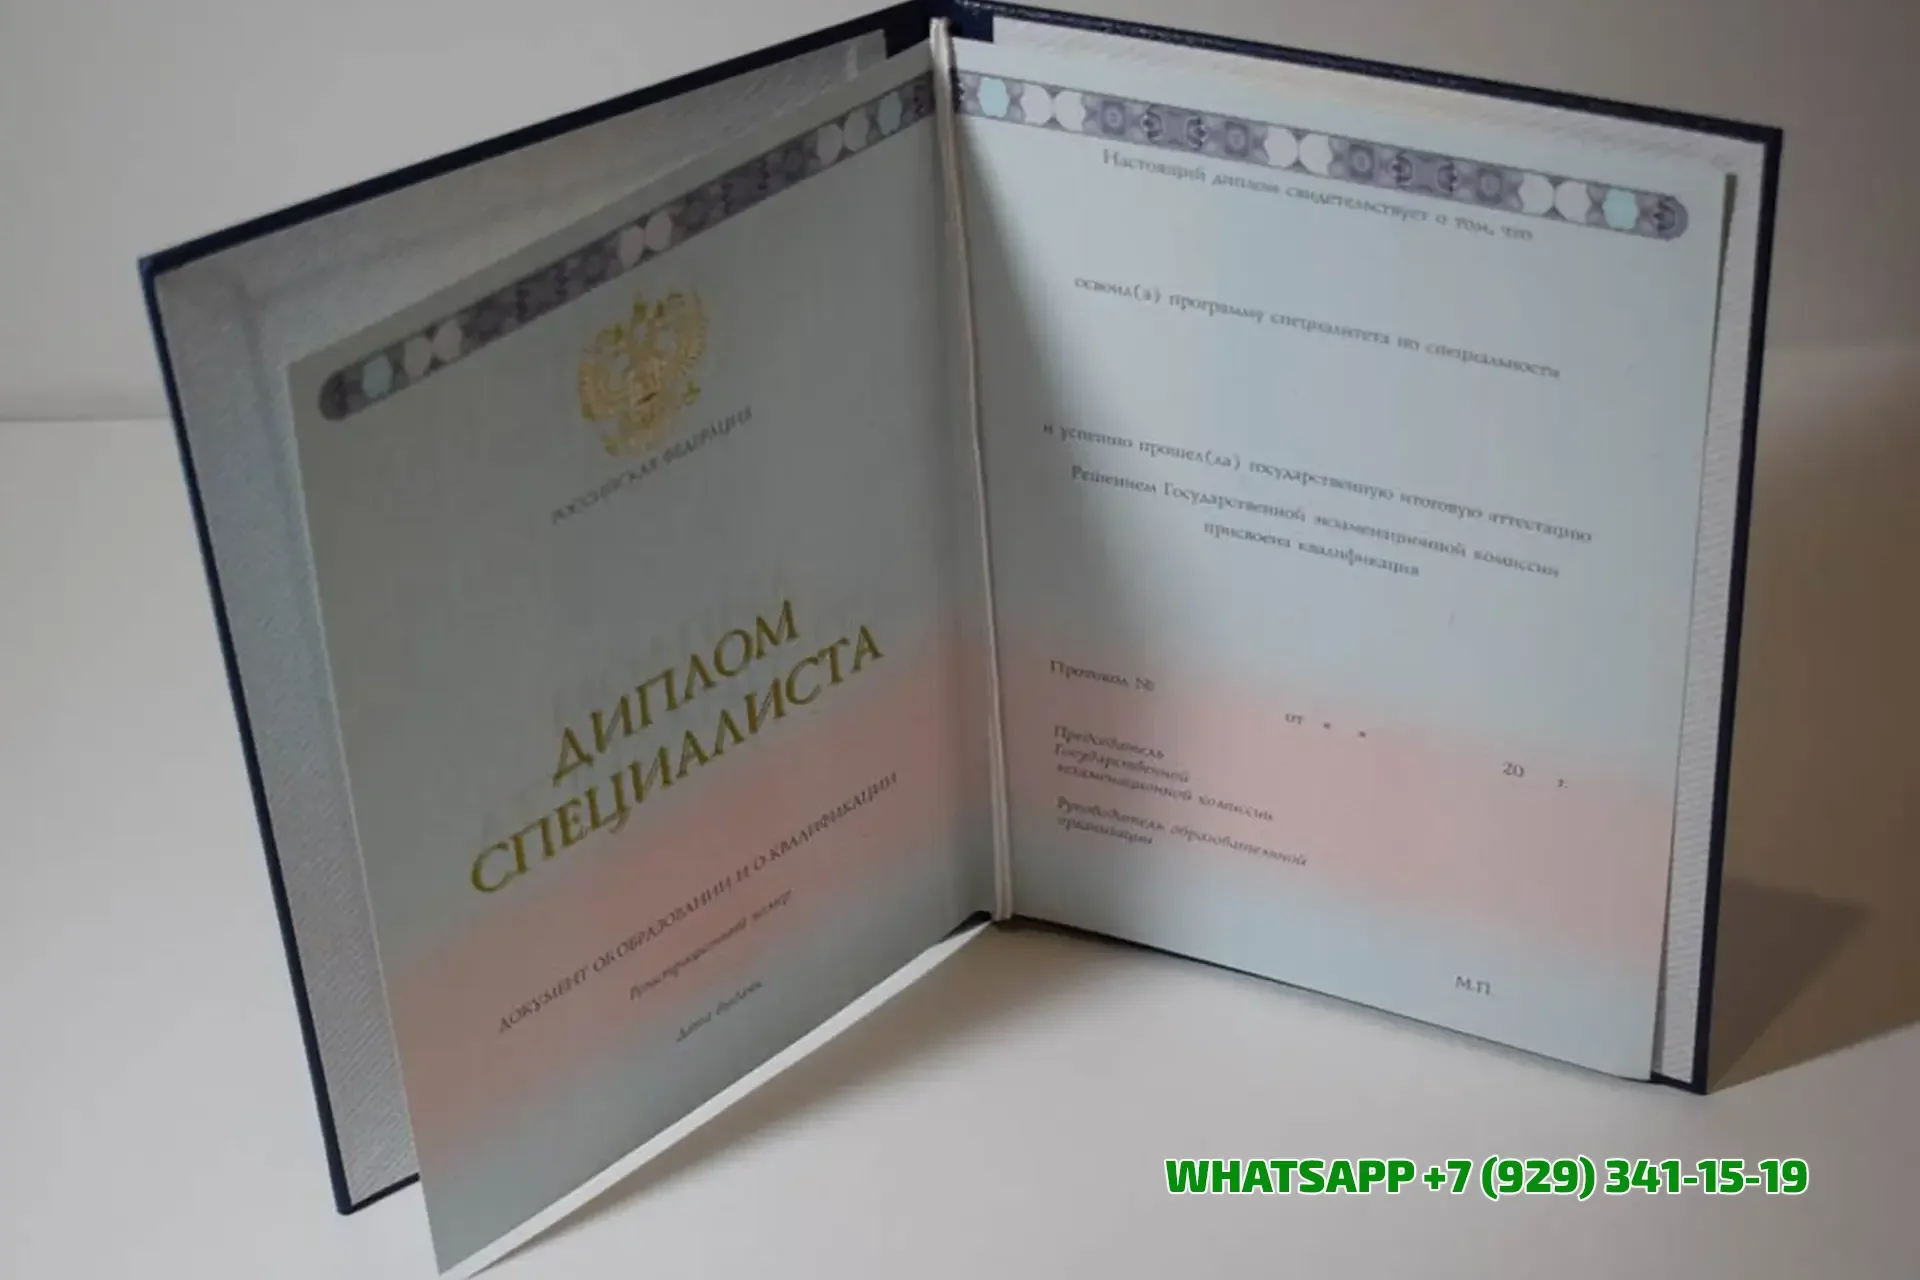 РОССИЙСКАЯ ФЕДЕРАЦИЯ
ДИПЛОМ
СПЕЦИАЛИСТА
ДОКУМЕНТ ОБ ОБРАЗОВАНИИ И О КВАЛИФИКАЦИИ
Регистрационный номер
Дата выдачи
Настоящий диплом свидетельствует о том, что
освоил(а) программу специалитета по специальности
и успешно прошел(ла) государственную итоговую аттестацию
Решением Государственной экзаменационной комиссии
присвоена квалификация
Протокол №
от « »
20 г.
Председатель
Государственной
экзаменационной комиссии
Руководитель образовательной
организации
М.П.
WHATSAPP +7 (929) 341-15-19